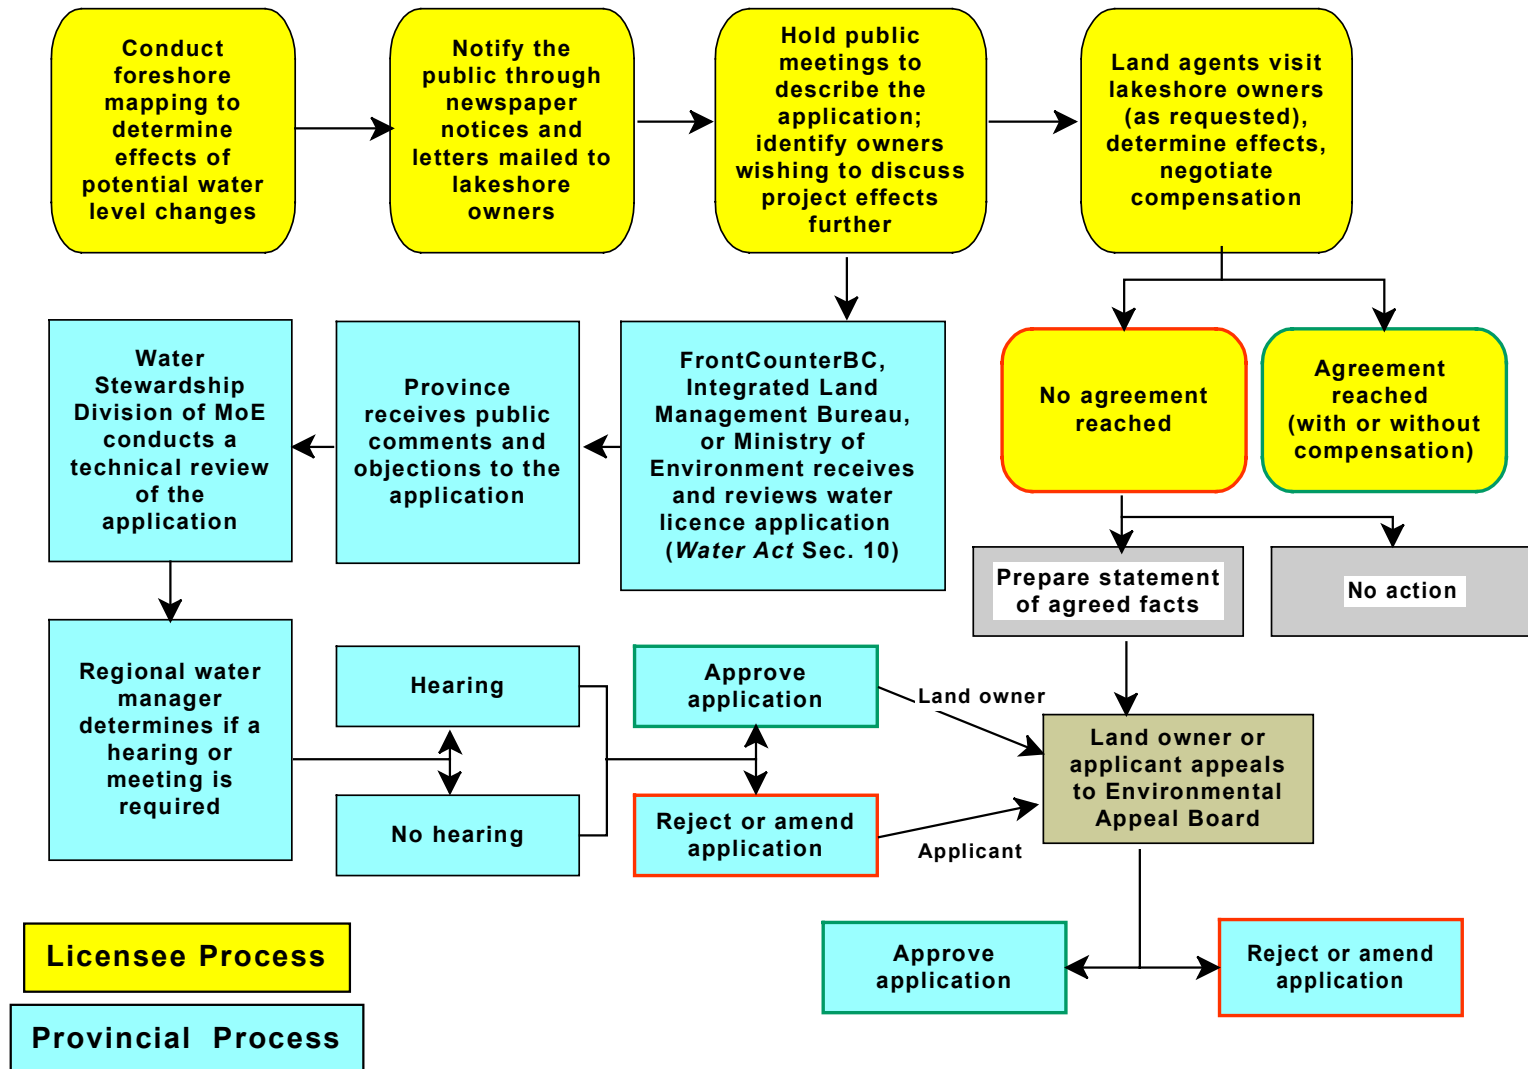 Conduct
foreshore
mapping to
determine
effects of
potential water
level changes
Notify the
public through
newspaper
notices and
letters mailed to
lakeshore
owners
Hold public
meetings to
describe the
application;
identify owners
wishing to discuss
project effects
further
Land agents visit
lakeshore owners
(as requested),
determine effects,
negotiate
compensation
Water
Stewardship
Division of MoE
conducts a
technical review
of the
application
Province
receives public
comments and
objections to the
application
FrontCounterBC,
Integrated Land
Management Bureau,
or Ministry of
Environment receives
and reviews water
licence application
(Water Act Sec. 10)
No agreement
reached
Agreement
reached
(with or without
compensation)
Prepare statement
of agreed facts
No action
Regional water
manager
determines if a
hearing or
meeting is
required
Hearing
No hearing
Approve
application
Reject or amend
application
Land owner
Applicant
Land owner or
applicant appeals
to Environmental
Appeal Board
Approve
application
Reject or amend
application
Licensee Process
Provincial Process